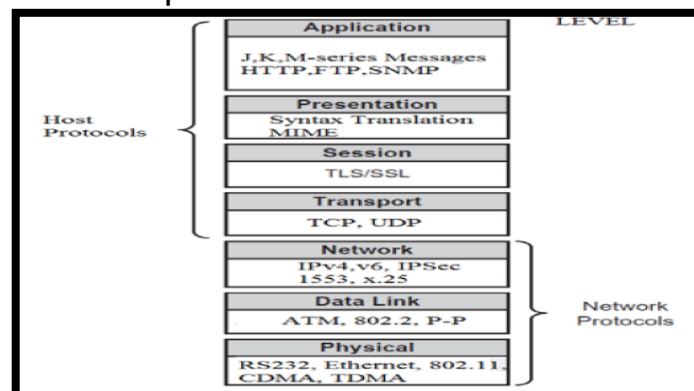 LEVEL
Application
J,K,M-series Messages
HTTP,FTP,SNMP
Presentation
Syntax Translation
MIME
Host
Protocols
Session
TLS/SSL
Transport
TCP, UDP
Network
IPv4,v6, IPSec
1553, x.25
Data Link
ATM, 802.2, P-P
Network
Protocols
Physical
RS232, Ethernet, 802.11,
CDMA, TDMA